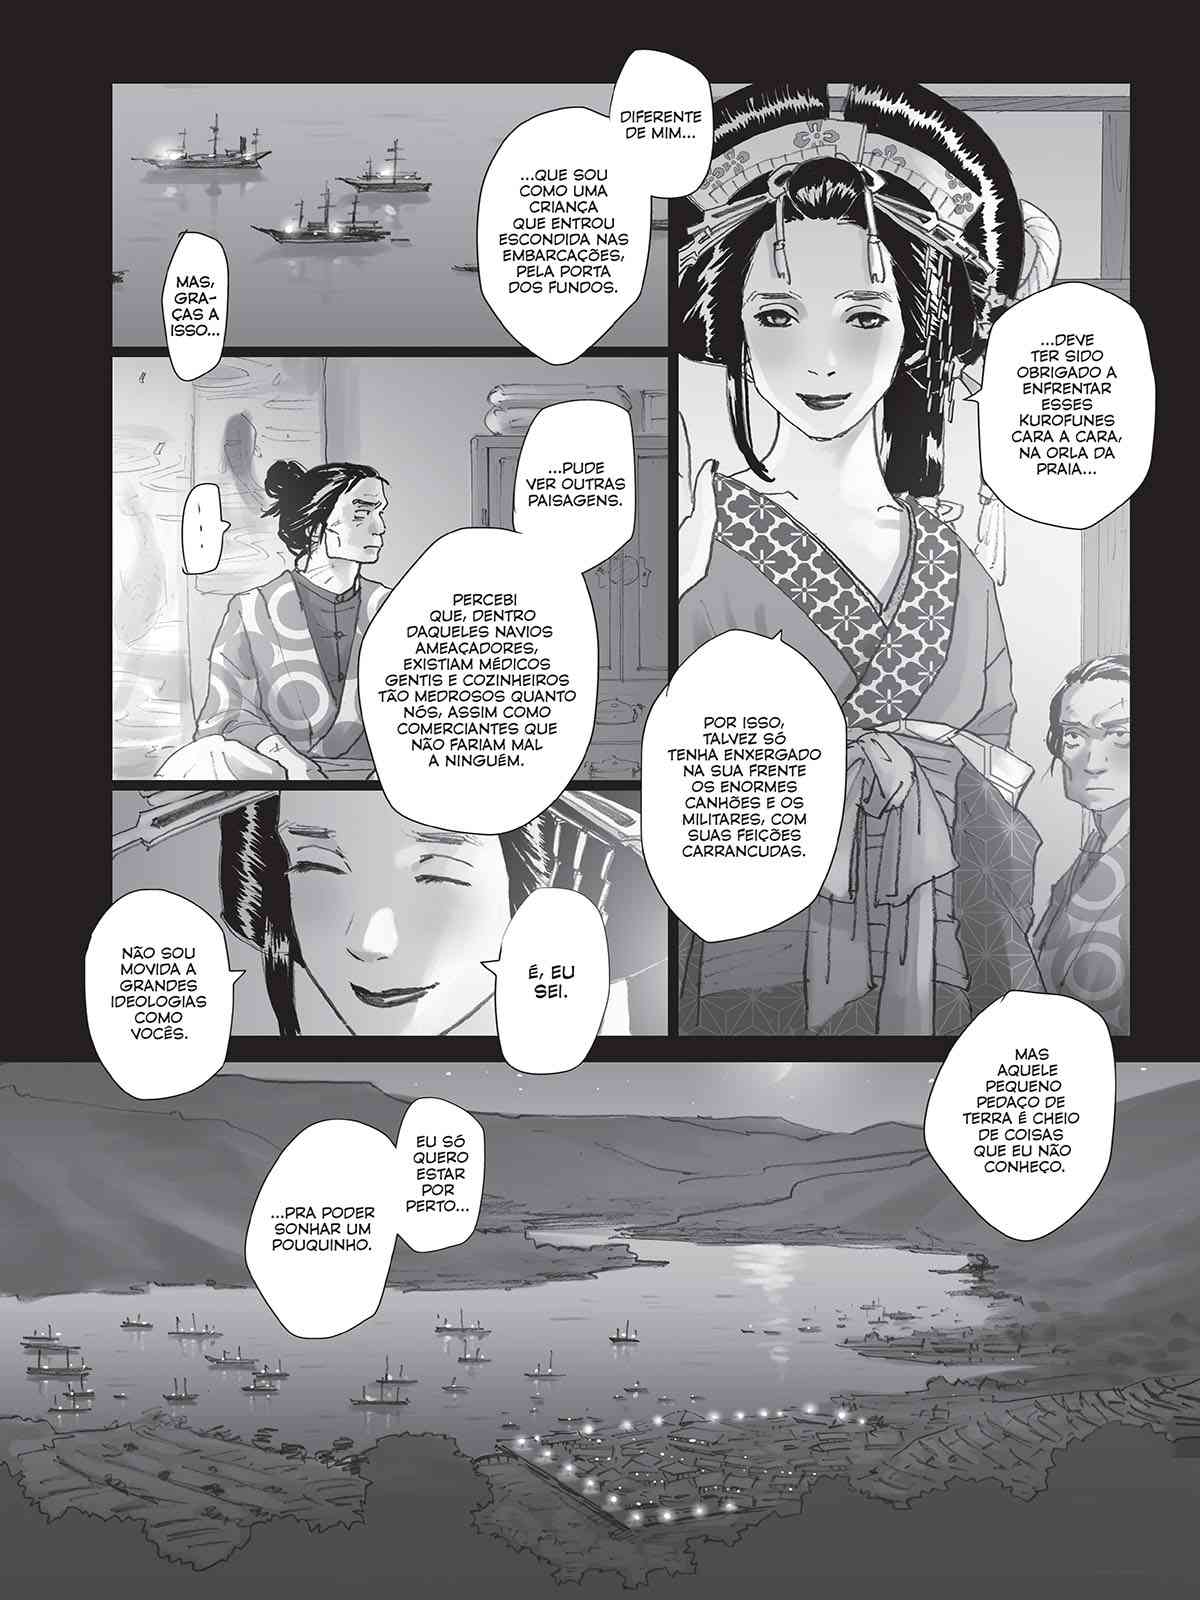 ...DEVE
TER SIDO
OBRIGADO A
ENFRENTAR
ESSES
KUROFUNES
CARA A CARA,
NA ORLA DA
PRAIA...
POR ISSO,
TALVEZ SÓ
TENHA ENXERGADO
NA SUA FRENTE
OS ENORMES
CANHÕES E OS
MILITARES, COM
SUAS FEIÇÕES
CARRANCUDAS.
DIFERENTE
DE MIM...
...QUE SOU
COMO UMA
CRIANÇA
QUE ENTROU
ESCONDIDA NAS
EMBARCAÇÕES,
PELA PORTA
DOS FUNDOS.
MAS,
GRA-
ÇAS A
ISSO...
...PUDE
VER OUTRAS
PAISAGENS.
PERCEBI
QUE, DENTRO
DAQUELES NAVIOS
AMEAÇADORES,
EXISTIAM MÉDICOS
GENTIS E COZINHEIROS
TÃO MEDROSOS QUANTO
NÓS, ASSIM COMO
COMERCIANTES QUE
NÃO FARIAM MAL
A NINGUÉM.
É, EU
SEI.
NÃO SOU
MOVIDA A
GRANDES
IDEOLOGIAS
COMO
VOCÊS.
MAS
AQUELE
PEQUENO
PEDAÇO DE
TERRA É CHEIO
DE COISAS
QUE EU NÃO
CONHEÇO.
EU SÓ
QUERO
ESTAR
POR
PERTO...
...PRA PODER
SONHAR UM
POUQUINHO.